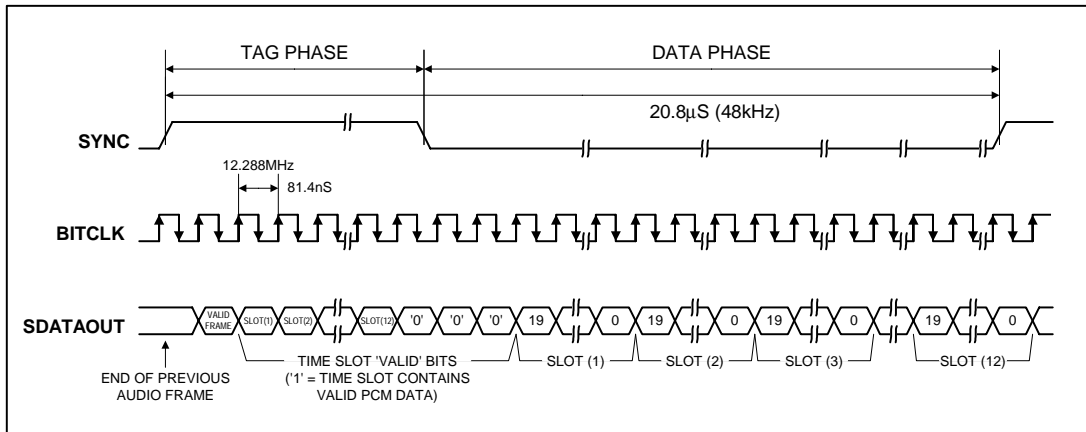 TAG PHASE DATA PHASE
20.8µS (48kHz)
SYNC
12.288MHz
81.4nS
BITCLK
SDATAOUT
VALID FRAME SLOT(1) SLOT(2) SLOT(12) '0' '0' '0' 19 0 19 0 19 0 19 0
TIME SLOT 'VALID' BITS
('1' = TIME SLOT CONTAINS
VALID PCM DATA)
SLOT (1) SLOT (2) SLOT (3) SLOT (12)
END OF PREVIOUS
AUDIO FRAME